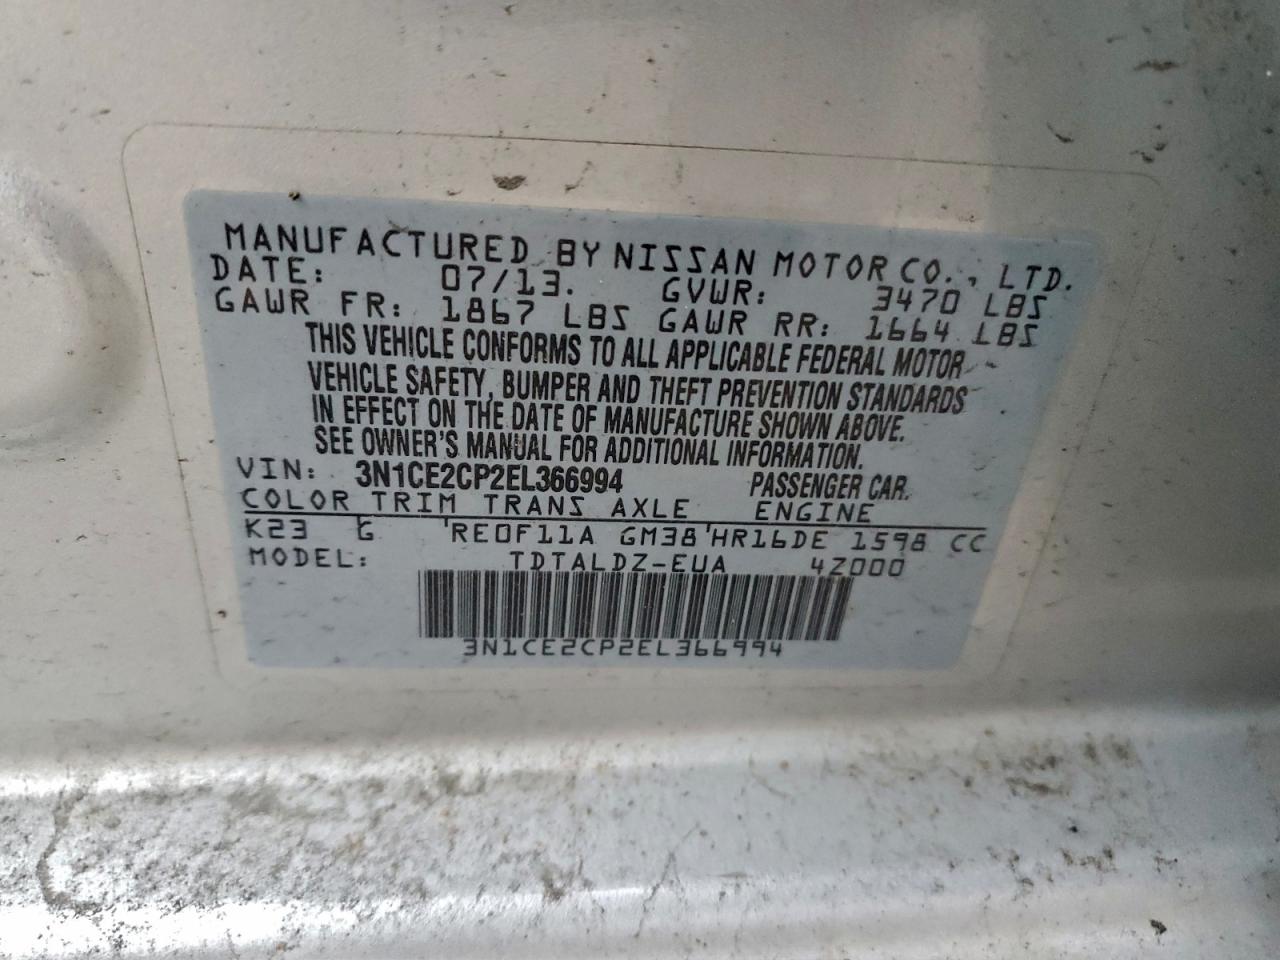 MANUFACTURED BY NISSAN MOTOR CO., LTD.
DATE: 07/13. GVWR: 3470 LBS
GAWR FR: 1867 LBS GAWR RR: 1664 LBS
THIS VEHICLE CONFORMS TO ALL APPLICABLE FEDERAL MOTOR
VEHICLE SAFETY, BUMPER AND THEFT PREVENTION STANDARDS
IN EFFECT ON THE DATE OF MANUFACTURE SHOWN ABOVE.
SEE OWNER'S MANUAL FOR ADDITIONAL INFORMATION.
VIN: 3N1CE2CP2EL366994 PASSENGER CAR.
COLOR TRIM TRANS AXLE ENGINE
K23 G RE0F11A GM38 HR16DE 1598 CC
MODEL: TDTALDZ-EUA 4Z000
3N1CE2CP2EL366994